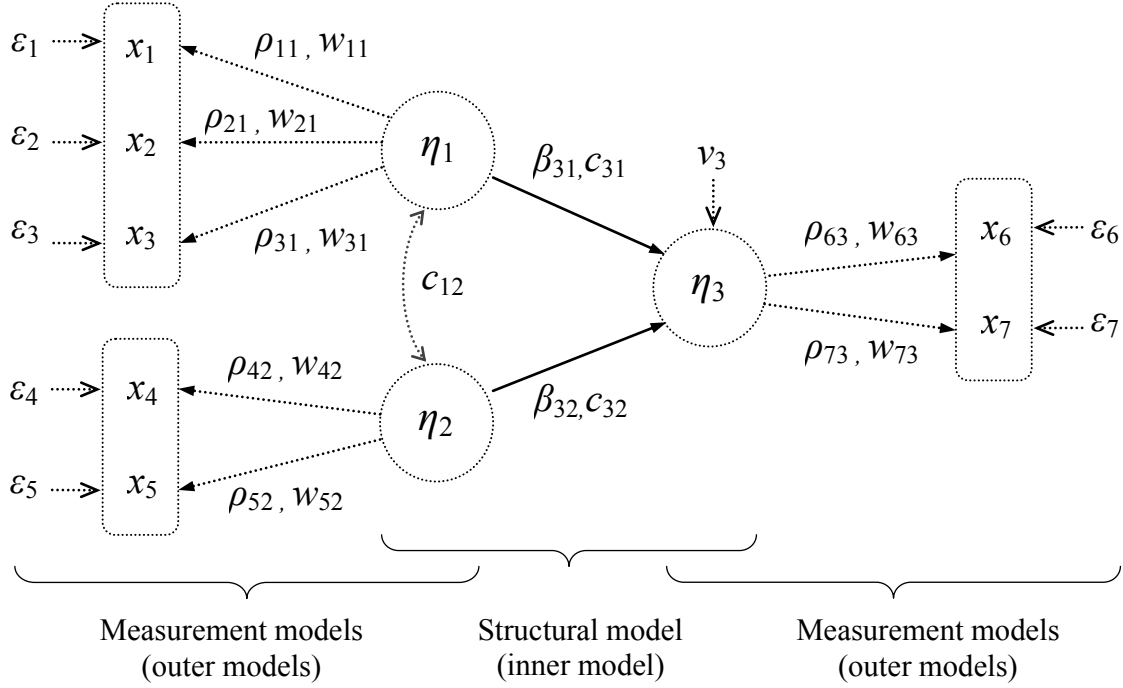 ε₁
x₁
ρ₁₁, w₁₁
ε₂
x₂
ρ₂₁, w₂₁
η₁
ε₃
x₃
ρ₃₁, w₃₁
β₃₁,c₃₁
v₃
c₁₂
η₃
ρ₆₃, w₆₃
x₆
ε₆
ρ₇₃, w₇₃
x₇
ε₇
ε₄
x₄
ρ₄₂, w₄₂
η₂
β₃₂,c₃₂
ε₅
x₅
ρ₅₂, w₅₂
Measurement models
(outer models)
Structural model
(inner model)
Measurement models
(outer models)